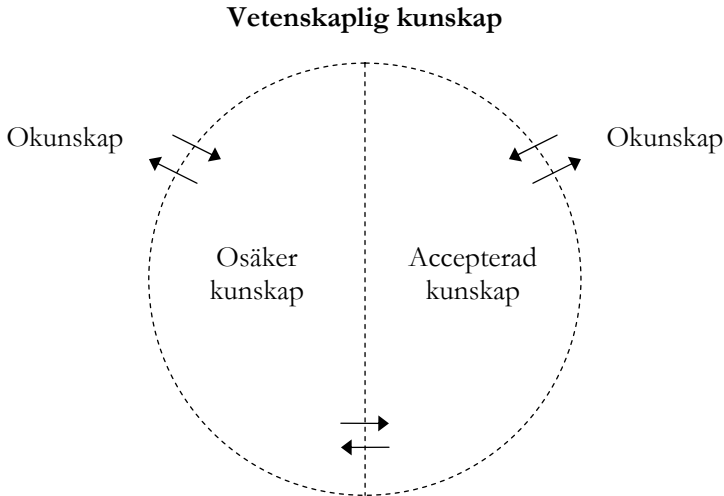 Vetenskaplig kunskap
Okunskap
Okunskap
Osäker
kunskap
Accepterad
kunskap